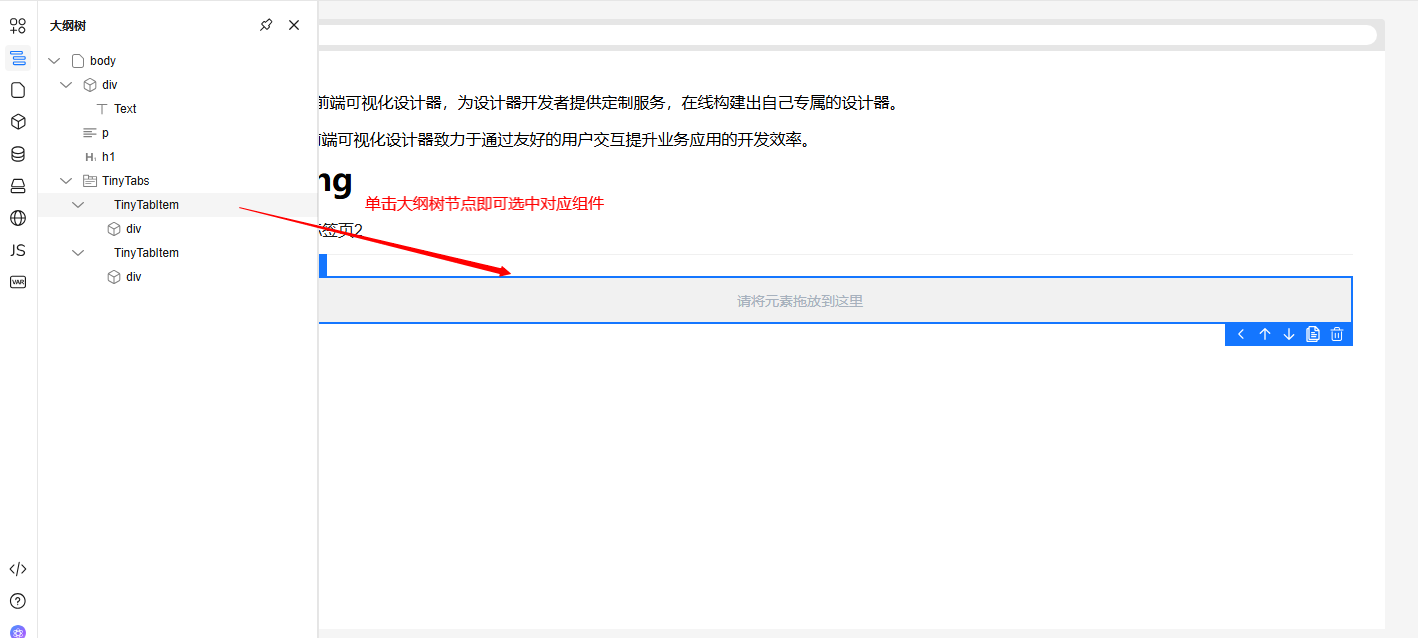 大纲树
body
div
Text
p
H1 h1
TinyTabs
TinyTabItem
div
TinyTabItem
div
JS
VAR
前端可视化设计器，为设计器开发者提供定制服务，在线构建出自己专属的设计器。
前端可视化设计器致力于通过友好的用户交互提升业务应用的开发效率。
ng
单击大纲树节点即可选中对应组件
签页2
请将元素拖放到这里